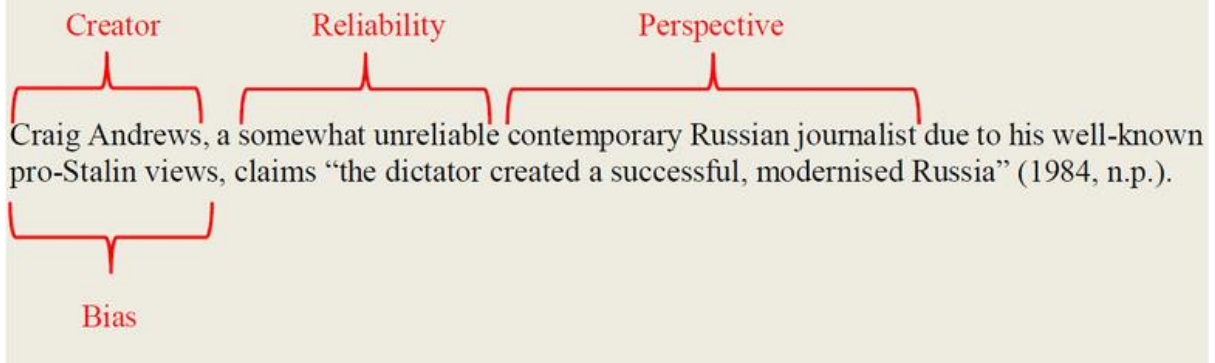 Creator Reliability Perspective
Craig Andrews, a somewhat unreliable contemporary Russian journalist due to his well-known
pro-Stalin views, claims “the dictator created a successful, modernised Russia” (1984, n.p.).
Bias